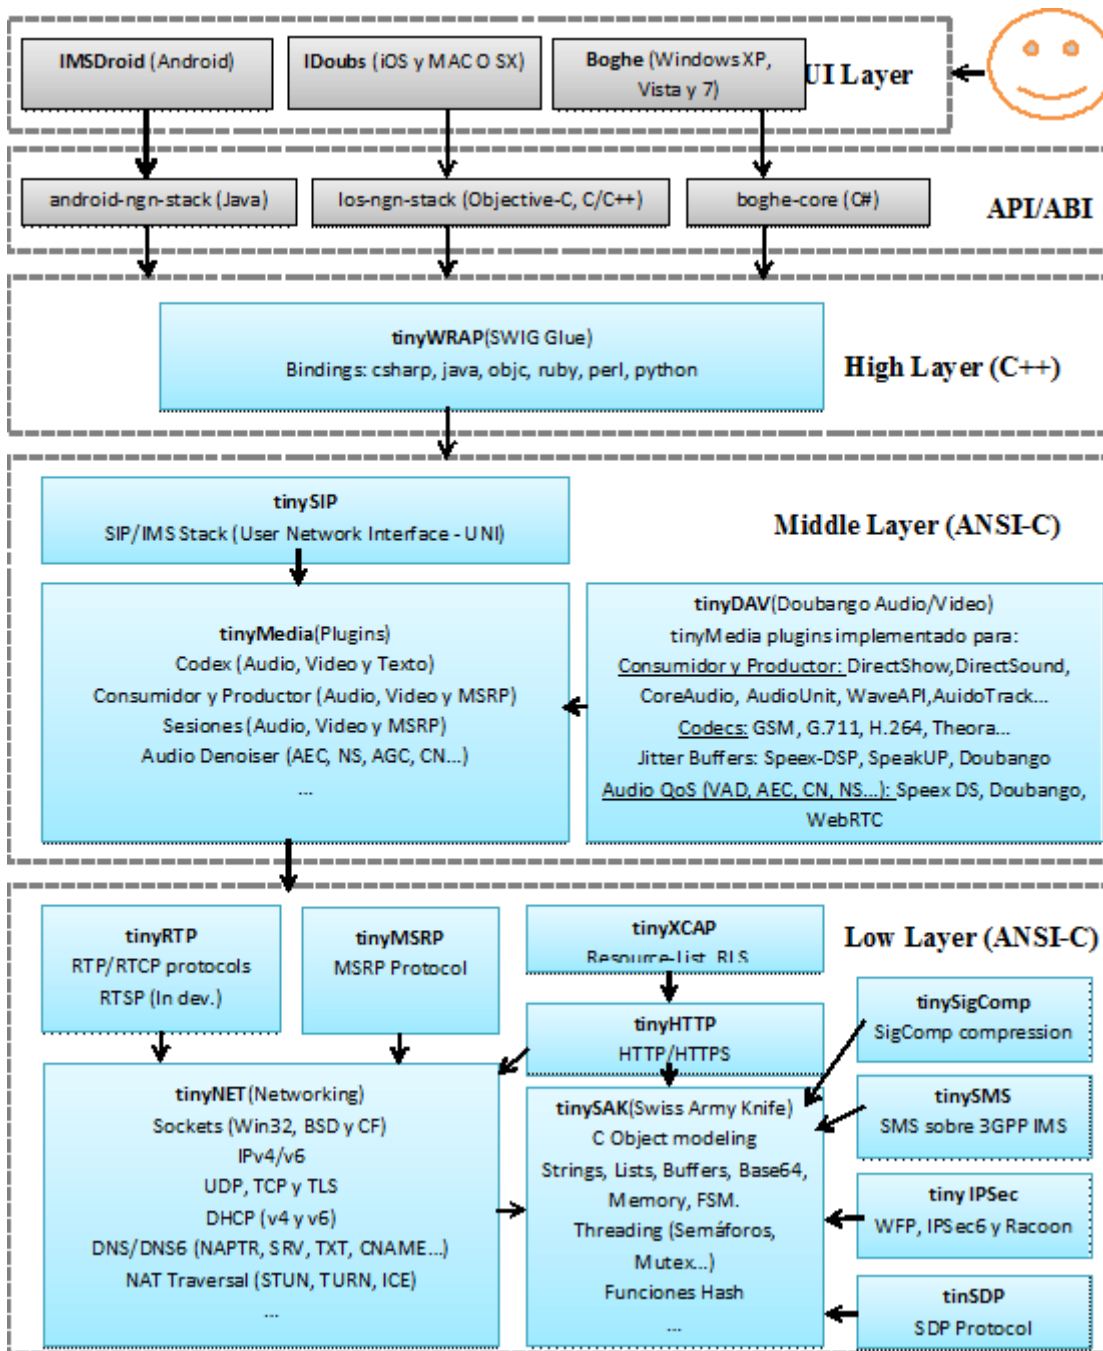 IMSDroid (Android)
IDoubs (iOS y MAC O SX)
Boghe (Windows XP,
Vista y 7)
UI Layer
android-ngn-stack (Java)
Ios-ngn-stack (Objective-C, C/C++)
boghe-core (C#)
API/ABI
tinyWRAP(SWIG Glue)
Bindings: csharp, java, objc, ruby, perl, python
High Layer (C++)
tinySIP
SIP/IMS Stack (User Network Interface - UNI)
Middle Layer (ANSI-C)
tinyMedia(Plugins)
Codex (Audio, Video y Texto)
Consumidor y Productor (Audio, Video y MSRP)
Sesiones (Audio, Video y MSRP)
Audio Denoiser (AEC, NS, AGC, CN...)
...
tinyDAV(Doubango Audio/Video)
tinyMedia plugins implementado para:
Consumidor y Productor: DirectShow,DirectSound,
CoreAudio, AudioUnit, WaveAPI,AuidoTrack...
Codecs: GSM, G.711, H.264, Theora...
Jitter Buffers: Speex-DSP, SpeakUP, Doubango
Audio QoS (VAD, AEC, CN, NS...): Speex DS, Doubango,
WebRTC
tinyRTP
RTP/RTCP protocols
RTSP (In dev.)
tinyMSRP
MSRP Protocol
tinyXCAP
Resource-List, RLS
Low Layer (ANSI-C)
tinyHTTP
HTTP/HTTPS
tinySigComp
SigComp compression
tinyNET(Networking)
Sockets (Win32, BSD y CF)
IPv4/v6
UDP, TCP y TLS
DHCP (v4 y v6)
DNS/DNS6 (NAPTR, SRV, TXT, CNAME...)
NAT Traversal (STUN, TURN, ICE)
...
tinySAK(Swiss Army Knife)
C Object modeling
Strings, Lists, Buffers, Base64,
Memory, FSM.
Threading (Semáforos,
Mutex...)
Funciones Hash
...
tinySMS
SMS sobre 3GPP IMS
tiny IPSec
WFP, IPSec6 y Racoon
tinSDP
SDP Protocol